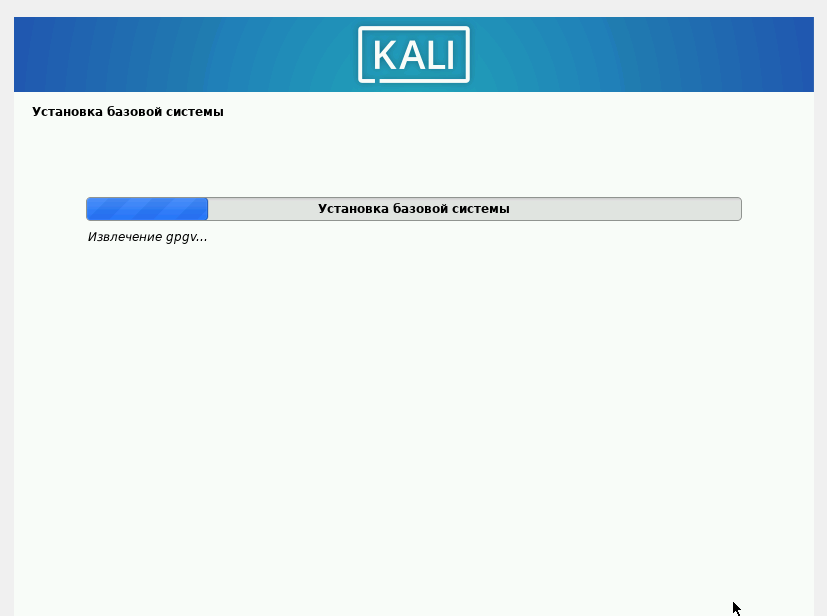 KALI
Установка базовой системы
Установка базовой системы
Извлечение gpgv...